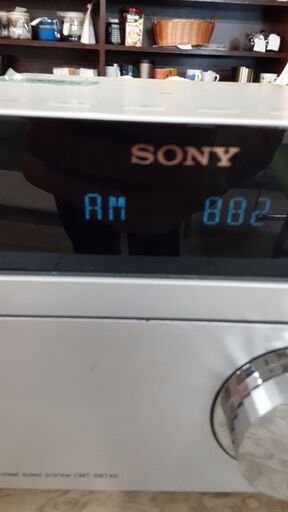 SONY
AM 882
HOME AUDIO SYSTEM CMT-SBT40